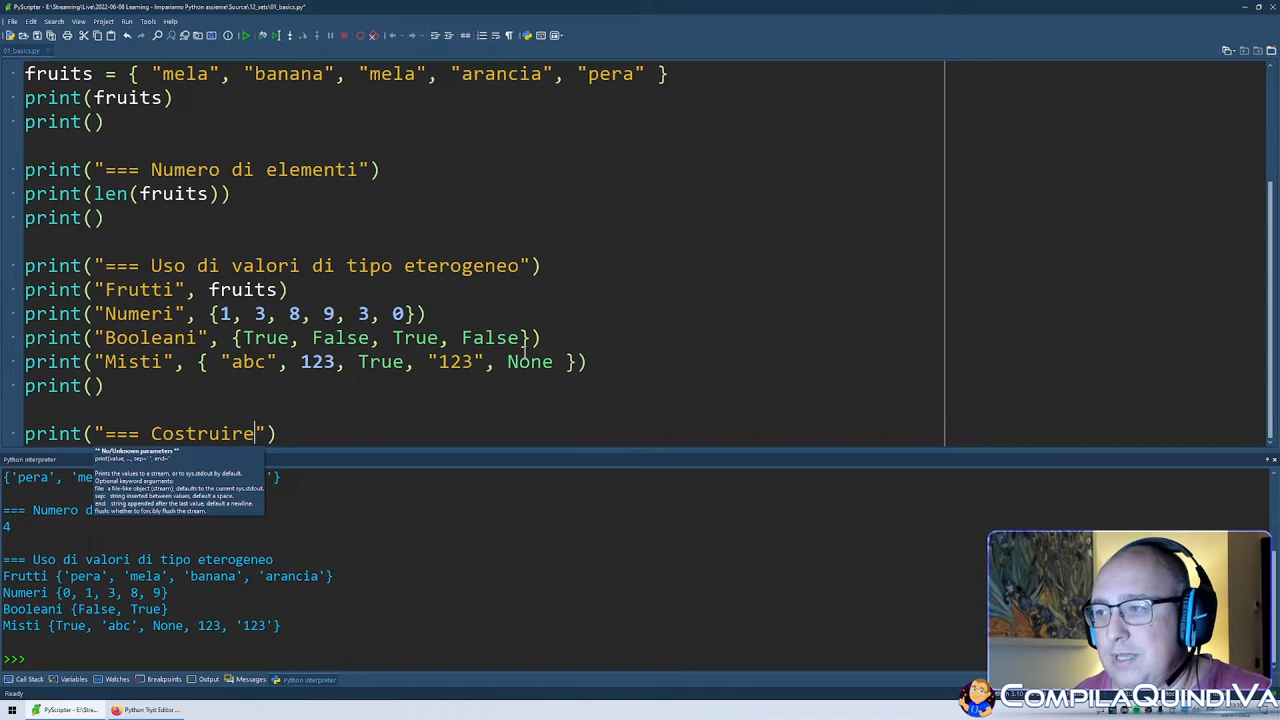 PyScripter - E:\Streaming\Live\2022-06-08 Learning - Impariamo Python assieme\Source\12_sets\01_basics.py*
File Edit Search View Project Run Tools Help
01_basics.py
fruits = { "mela", "banana", "mela", "arancia", "pera" }
print(fruits)
print()
print("=== Numero di elementi")
print(len(fruits))
print()
print("=== Uso di valori di tipo eterogeneo")
print("Frutti", fruits)
print("Numeri", {1, 3, 8, 9, 3, 0})
print("Booleani", {True, False, True, False})
print("Misti", { "abc", 123, True, "123", None })
print()
print("=== Costruire")
** No/Unknown parameters **
print(value, ..., sep=' ', end='
Prints the values to a stream, or to sys.stdout by default.
Optional keyword arguments:
file: a file-like object (stream); defaults to the current sys.stdout.
sep: string inserted between values, default a space.
end: string appended after the last value, default a newline.
flush: whether to forcibly flush the stream.
Python Interpreter
{'pera', 'me '}
=== Numero d
4
=== Uso di valori di tipo eterogeneo
Frutti {'pera', 'mela', 'banana', 'arancia'}
Numeri {0, 1, 3, 8, 9}
Booleani {False, True}
Misti {True, 'abc', None, 123, '123'}
>>>
Call Stack Variables Watches Breakpoints Output Messages Python Interpreter
Ready
PyScripter - E:\Stre... Python Tryit Editor ...
CompilaQuindiVa